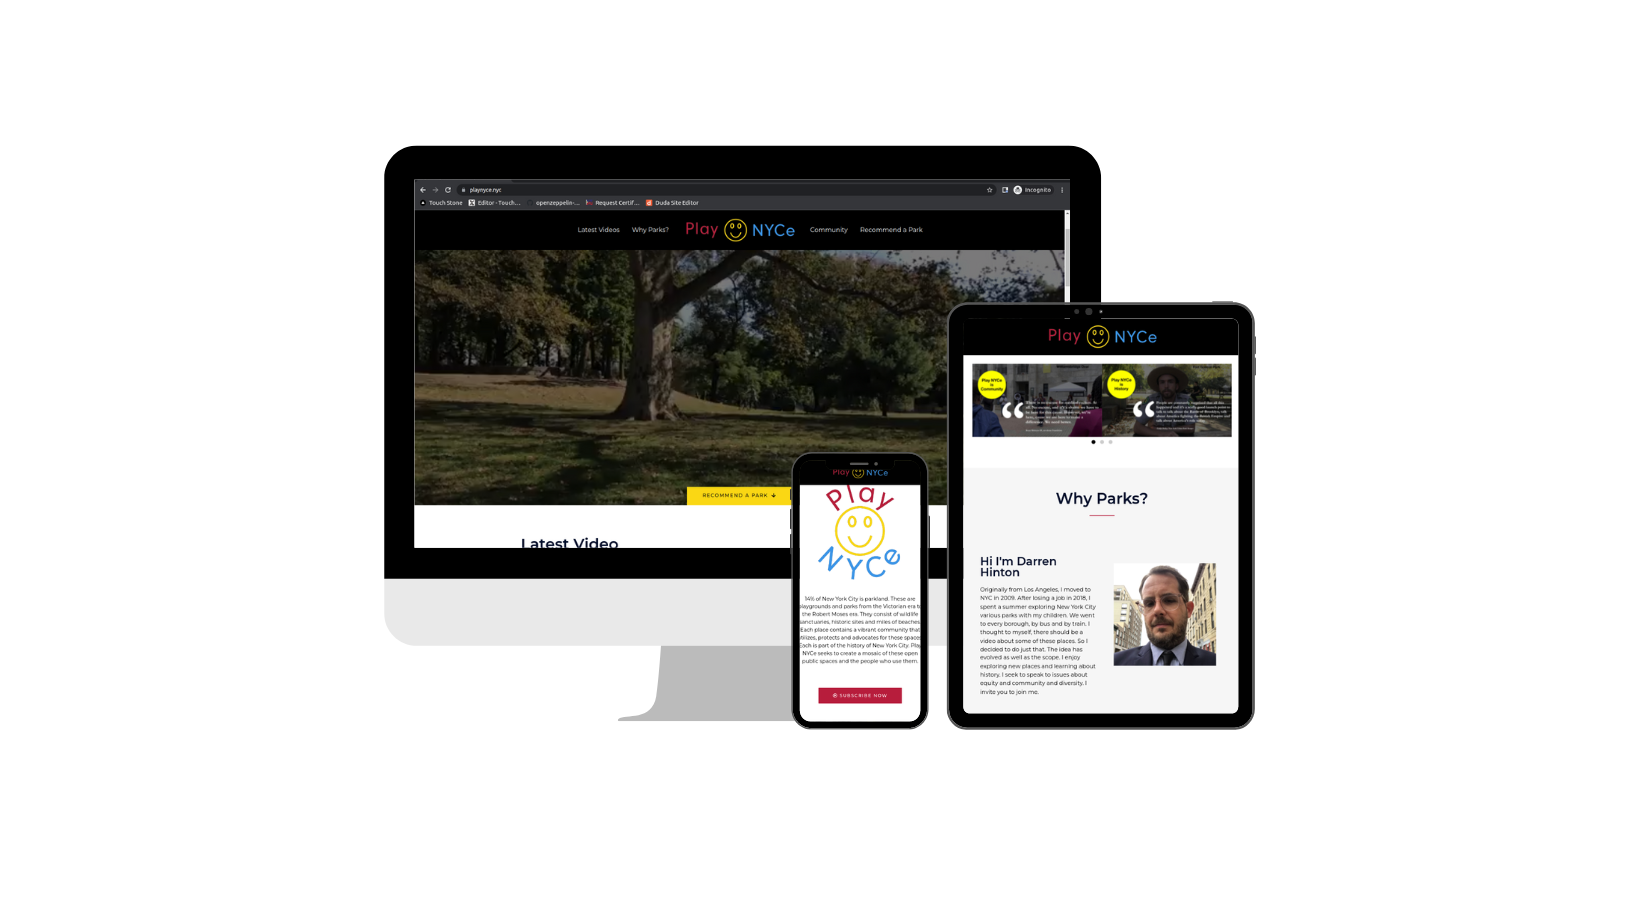 playnyce.nyc
Incognito
Touch Stone
Editor - Touch...
openzeppelin-...
Request Certif...
Duda Site Editor
Latest Videos
Why Parks?
Play NYCe
Community
Recommend a Park
RECOMMEND A PARK
Latest Video
Play NYCe
Play
NYCe
14% of New York City is parkland. These are
playgrounds and parks from the Victorian era to
the Robert Moses era. They consist of wildlife
sanctuaries, historic sites and miles of beaches.
Each place contains a vibrant community that
utilizes, protects and advocates for these spaces.
Each is part of the history of New York City. Play
NYCe seeks to create a mosaic of these open
public spaces and the people who use them.
SUBSCRIBE NOW
Play NYCe
Play NYCe
is
Community
Play NYCe
is
History
Why Parks?
Hi I'm Darren
Hinton
Originally from Los Angeles, I moved to
NYC in 2009. After losing a job in 2018, I
spent a summer exploring New York City
various parks with my children. We went
to every borough, by bus and by train. I
thought to myself, there should be a
video about some of these places. So I
decided to do just that. The idea has
evolved as well as the scope. I enjoy
exploring new places and learning about
history. I seek to speak to issues about
equity and community and diversity. I
invite you to join me.